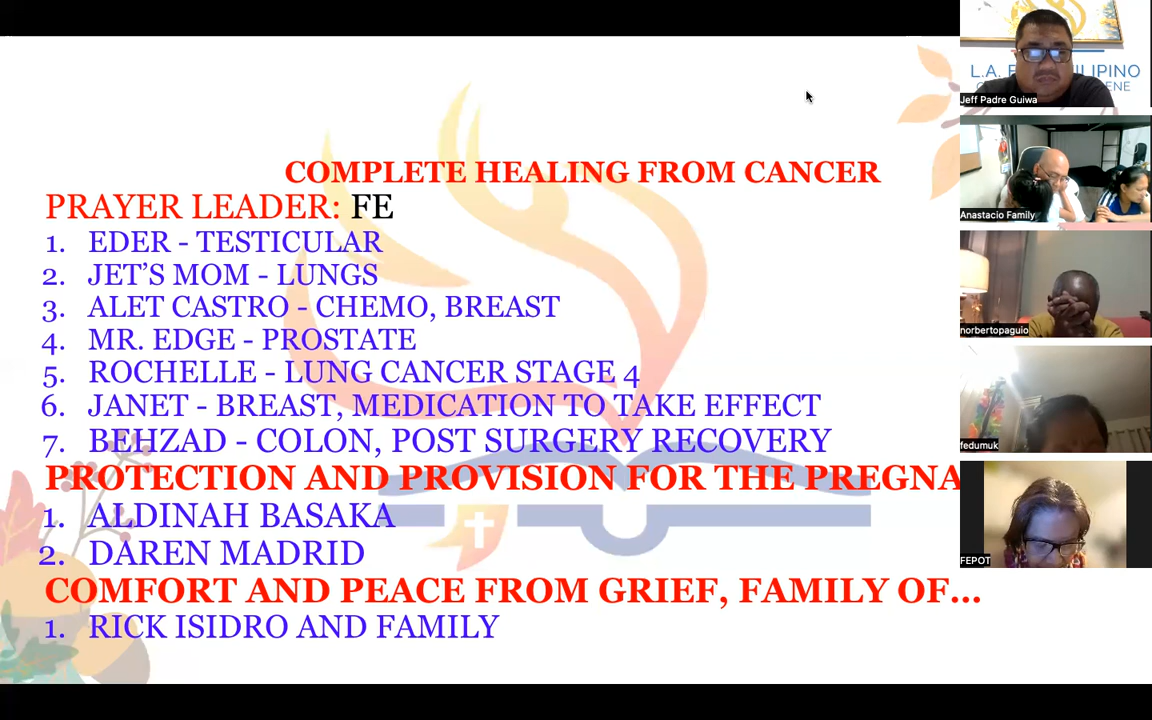 COMPLETE HEALING FROM CANCER
PRAYER LEADER: FE
1. EDER - TESTICULAR
2. JET'S MOM - LUNGS
3. ALET CASTRO - CHEMO, BREAST
4. MR. EDGE - PROSTATE
5. ROCHELLE - LUNG CANCER STAGE 4
6. JANET - BREAST, MEDICATION TO TAKE EFFECT
7. BEHZAD - COLON, POST SURGERY RECOVERY
PROTECTION AND PROVISION FOR THE PREGNA
1. ALDINAH BASAKA
2. DAREN MADRID
COMFORT AND PEACE FROM GRIEF, FAMILY OF...
1. RICK ISIDRO AND FAMILY
L.A. F ILIPINO
ENE
Jeff Padre Guiwa
Anastacio Family
norbertopaguio
fedumuk
FEPOT